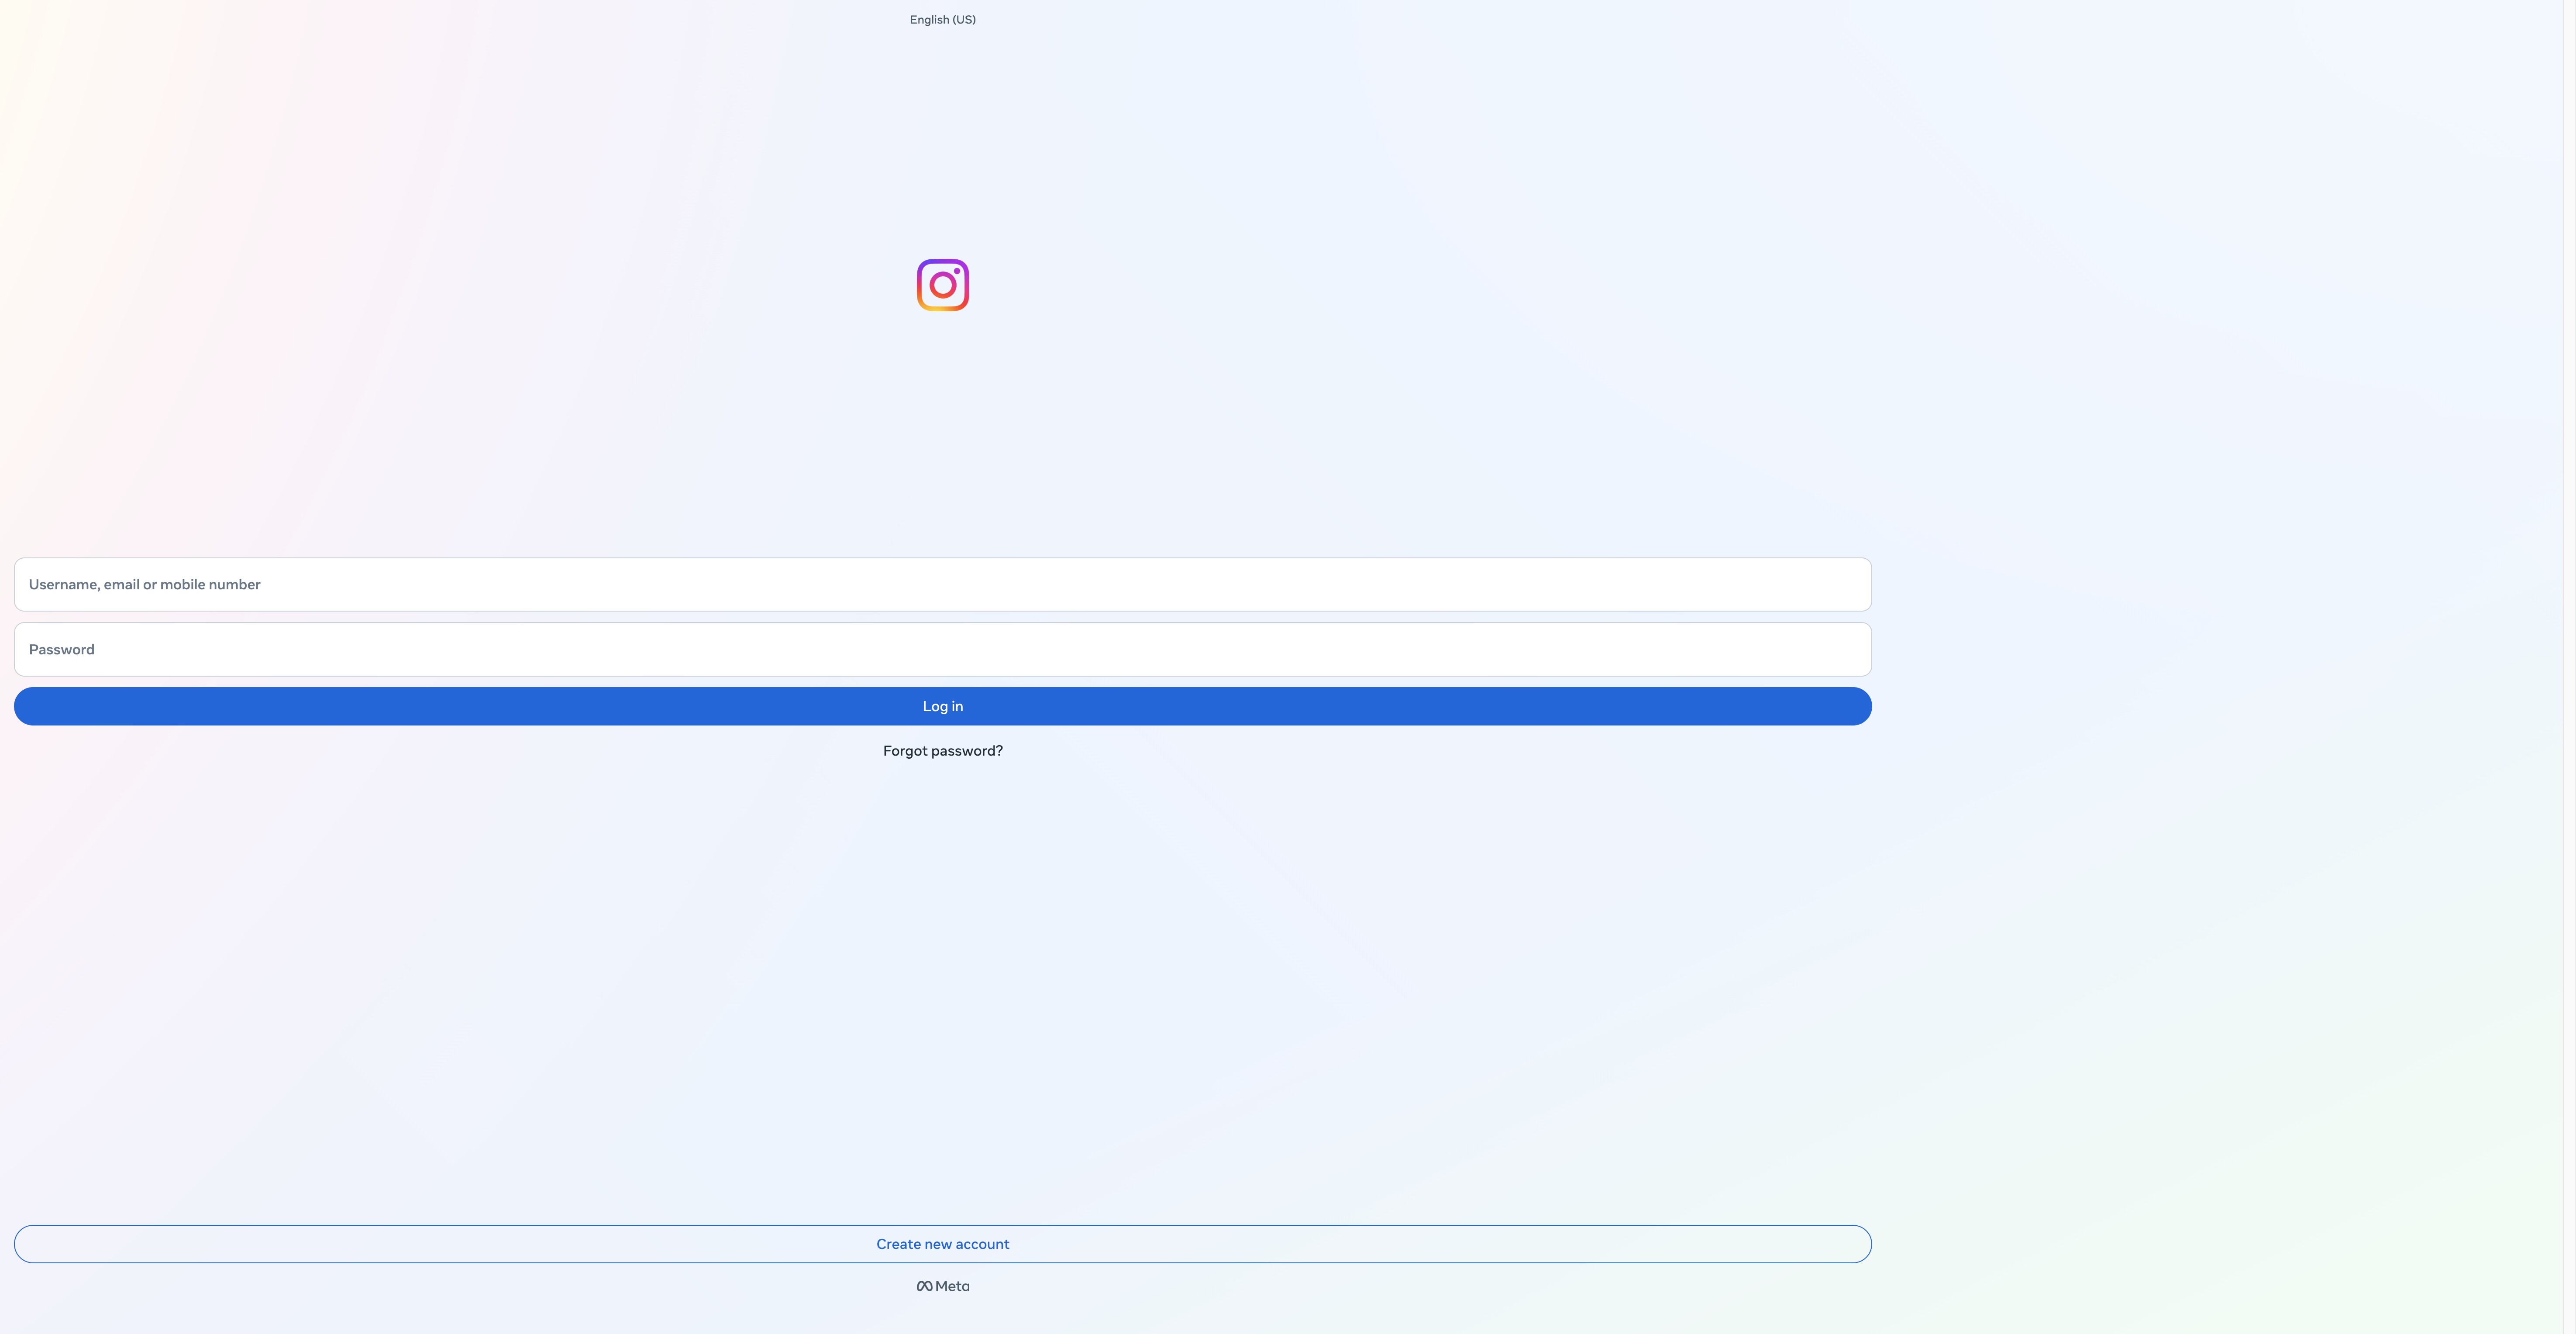 English (US)
Username, email or mobile number
Password
Log in
Forgot password?
Create new account
Meta